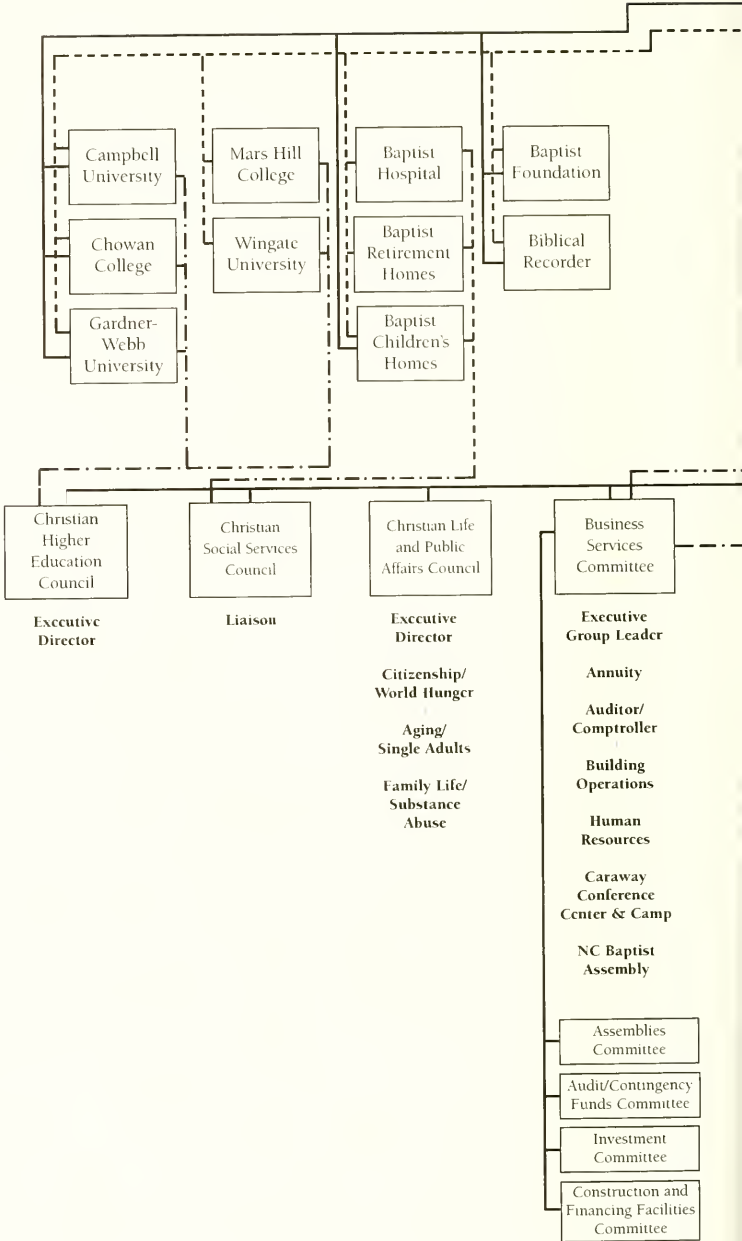 Campbell
University
Mars Hill
College
Baptist
Hospital
Baptist
Foundation
Chowan
College
Wingate
University
Baptist
Retirement
Homes
Biblical
Recorder
Gardner-
Webb
University
Baptist
Children's
Homes
Christian
Higher
Education
Council
Executive
Director
Christian
Social Services
Council
Liaison
Christian Life
and Public
Affairs Council
Executive
Director
Citizenship/
World Hunger
Aging/
Single Adults
Family Life/
Substance
Abuse
Business
Services
Committee
Executive
Group Leader
Annuity
Auditor/
Comptroller
Building
Operations
Human
Resources
Caraway
Conference
Center & Camp
NC Baptist
Assembly
Assemblies
Committee
Audit/Contingency
Funds Committee
Investment
Committee
Construction and
Financing Facilities
Committee